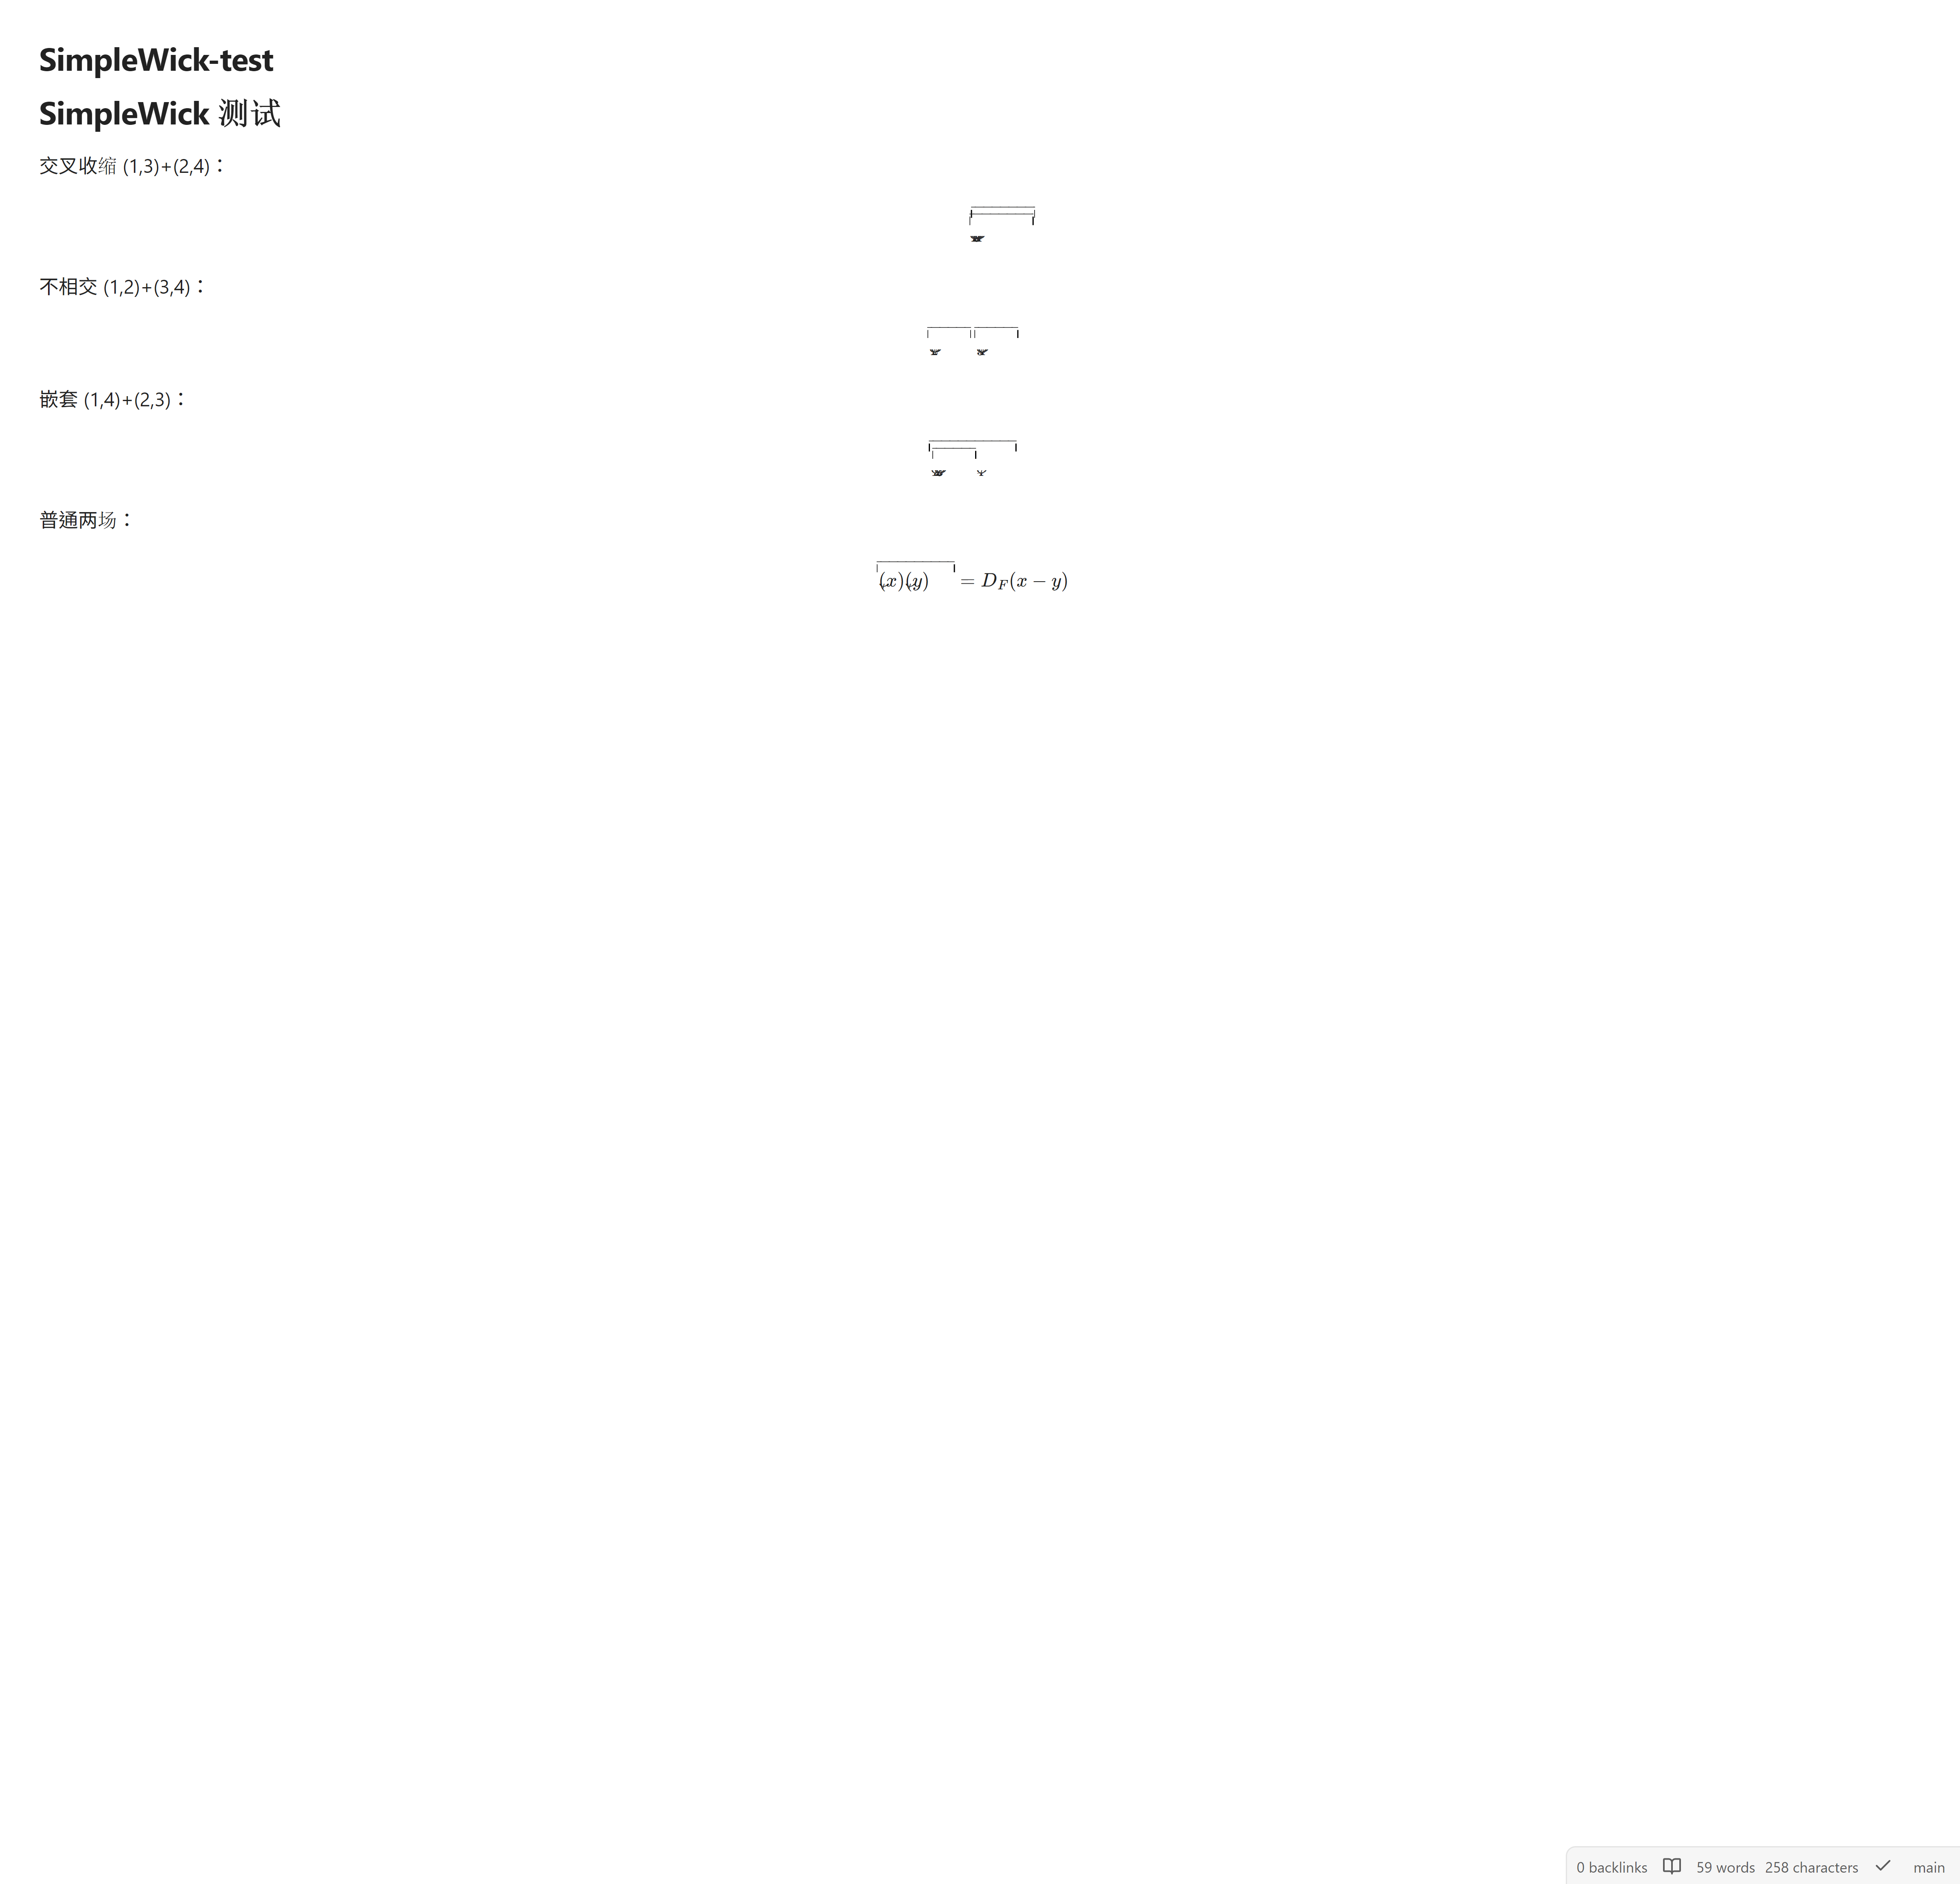 SimpleWick-test
SimpleWick 测试
交叉收缩 (1,3)+(2,4)：
不相交 (1,2)+(3,4)：
嵌套 (1,4)+(2,3)：
普通两场：
(x)(y) = D_F(x − y)
0 backlinks 59 words 258 characters main